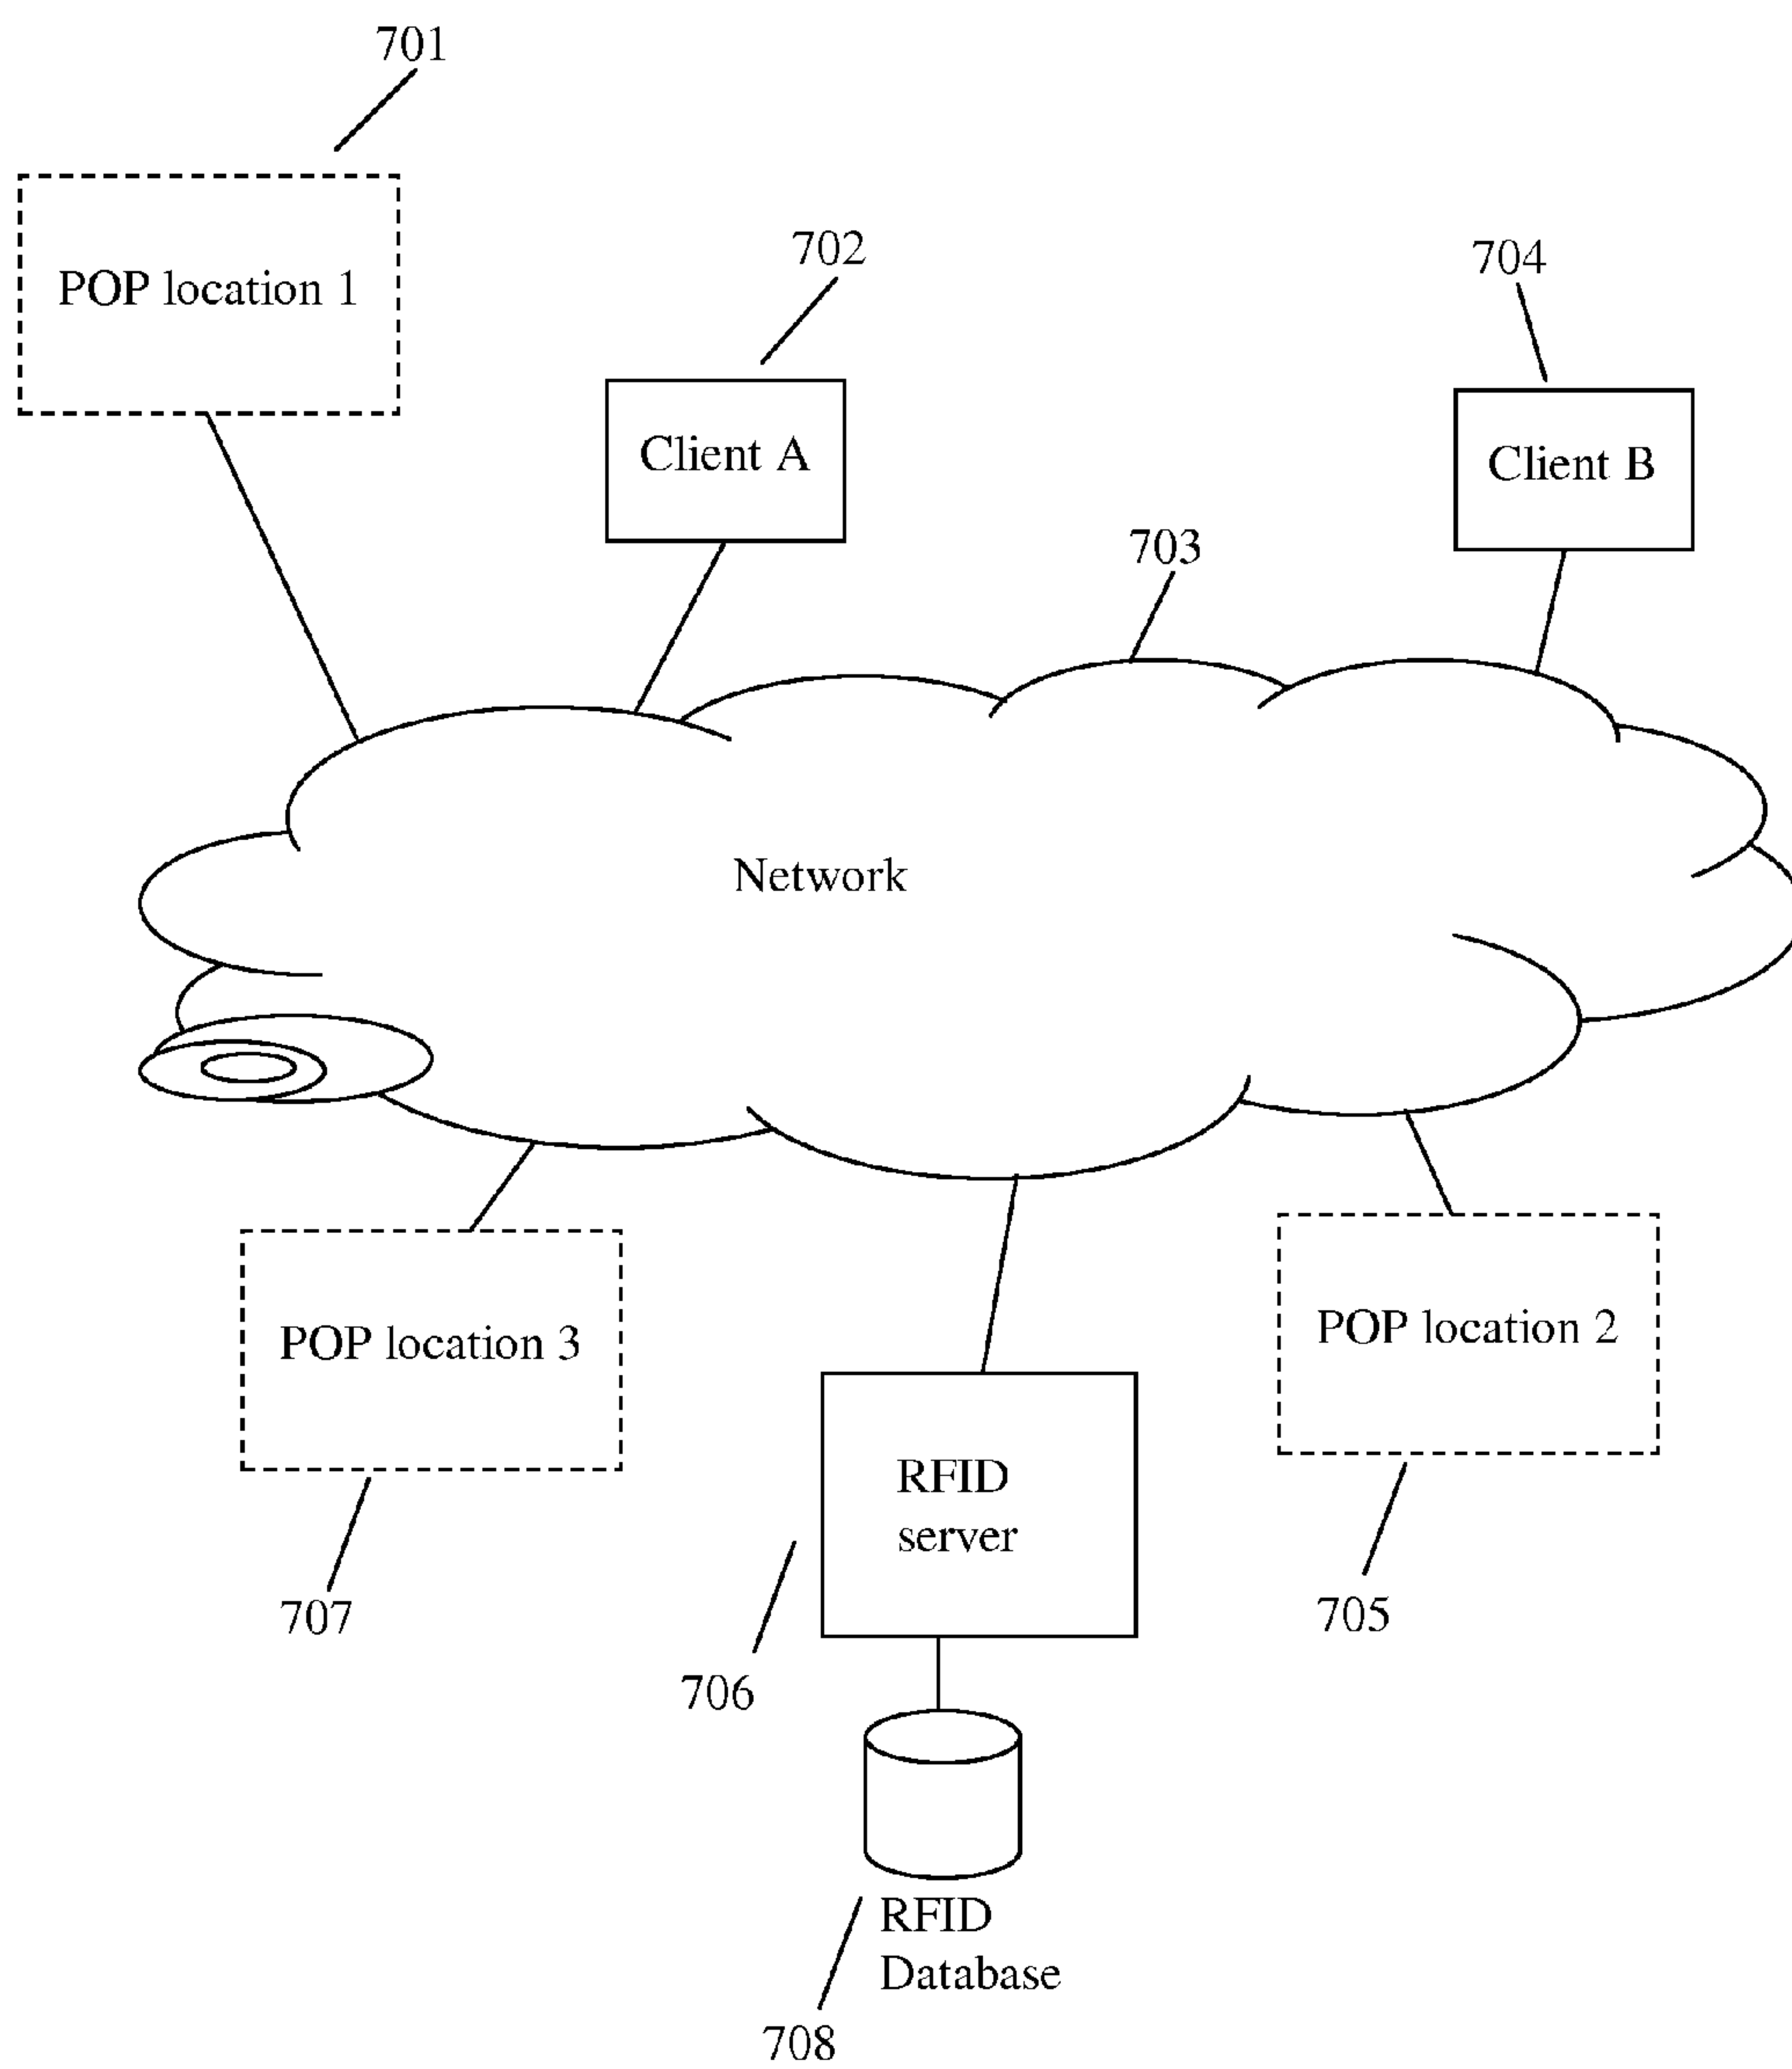 701
POP location 1
702
Client A
704
Client B
703
Network
POP location 3
707
POP location 2
705
RFID
server
706
RFID
Database
708